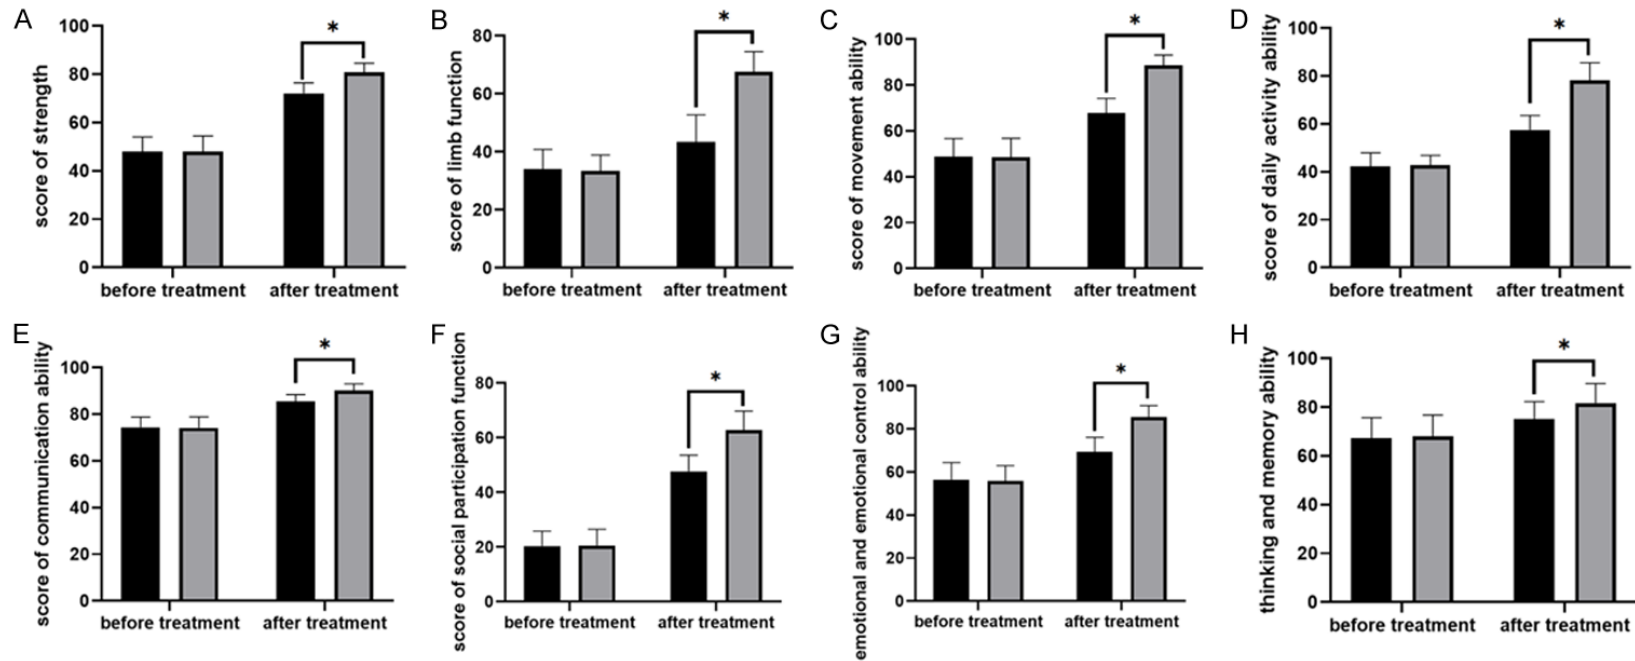 A
score of strength
100
80
60
40
20
0
*
before treatment after treatment
B
score of limb function
80
60
40
20
0
*
before treatment after treatment
C
score of movement ability
100
80
60
40
20
0
*
before treatment after treatment
D
score of daily activity ability
100
80
60
40
20
0
*
before treatment after treatment
E
score of communication ability
100
80
60
40
20
0
*
before treatment after treatment
F
score of social participation function
80
60
40
20
0
*
before treatment after treatment
G
emotional and emotional control ability
100
80
60
40
20
0
*
before treatment after treatment
H
thinking and memory ability
100
80
60
40
20
0
*
before treatment after treatment